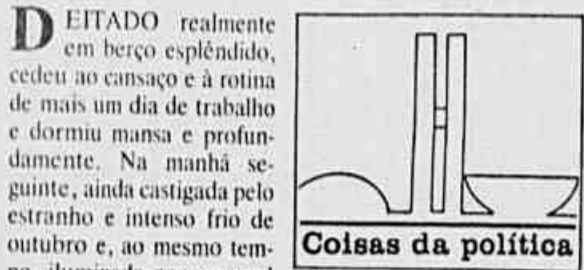 DEITADO realmente
em berço esplêndido,
cedeu ao cansaço e à rotina
de mais um dia de trabalho
e dormiu mansa e profun-
damente. Na manhã se-
guinte, ainda castigada pelo
estranho e intenso frio de
outubro e, ao mesmo tem-
Coisas da política